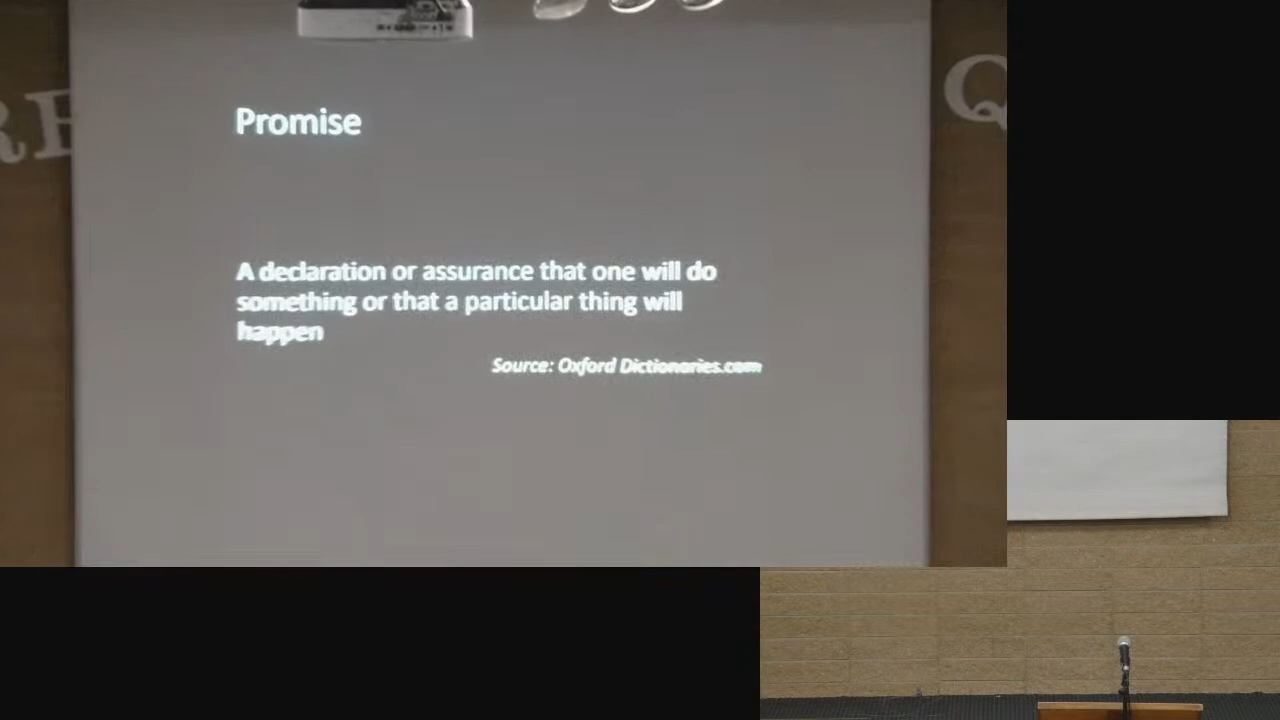 RE
Q
Promise
A declaration or assurance that one will do
something or that a particular thing will
happen
Source: Oxford Dictionaries.com